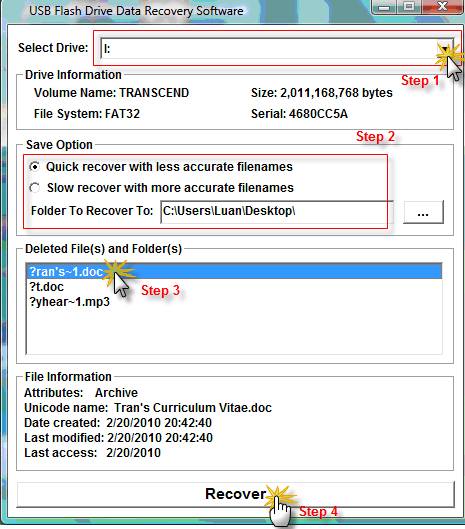 USB Flash Drive Data Recovery Software
Select Drive: I:
Step 1
Drive Information
Volume Name: TRANSCEND Size: 2,011,168,768 bytes
File System: FAT32 Serial: 4680CC5A
Step 2
Save Option
Quick recover with less accurate filenames
Slow recover with more accurate filenames
Folder To Recover To: C:\Users\Luan\Desktop\ ...
Deleted File(s) and Folder(s)
?ran's~1.doc
?t.doc
Step 3
?yhear~1.mp3
File Information
Attributes: Archive
Unicode name: Tran's Curriculum Vitae.doc
Date created: 2/20/2010 20:42:40
Last modified: 2/20/2010 20:42:40
Last access: 2/20/2010
Recover
Step 4